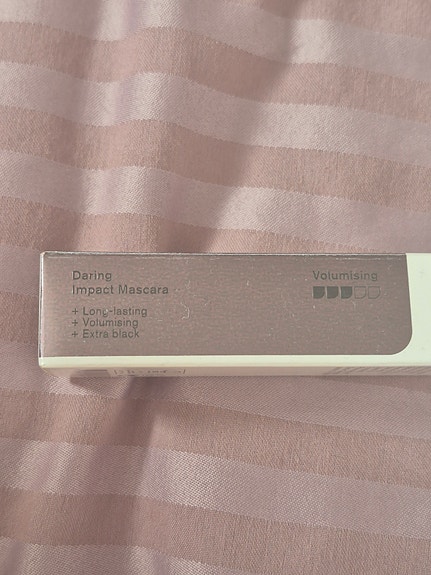 Daring
Impact Mascara
+ Long-lasting
+ Volumising
+ Extra black
Volumising